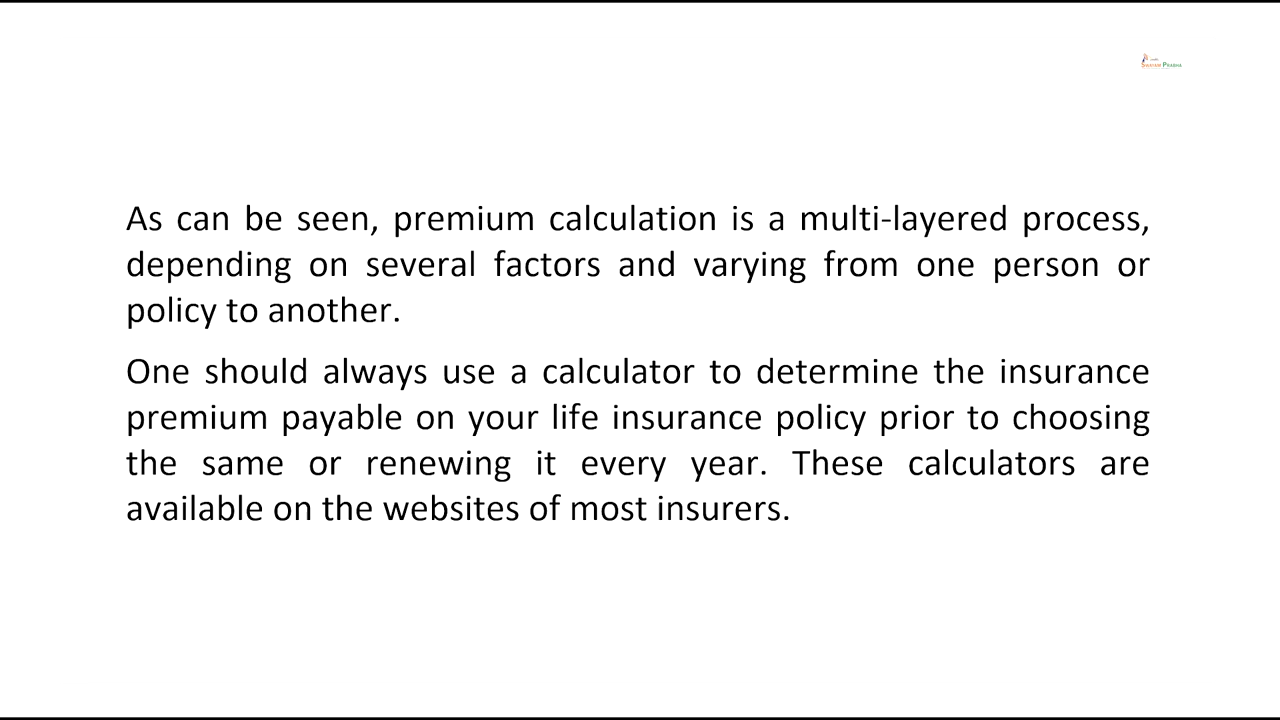 Swayam Prabha
As can be seen, premium calculation is a multi-layered process,
depending on several factors and varying from one person or
policy to another.
One should always use a calculator to determine the insurance
premium payable on your life insurance policy prior to choosing
the same or renewing it every year. These calculators are
available on the websites of most insurers.